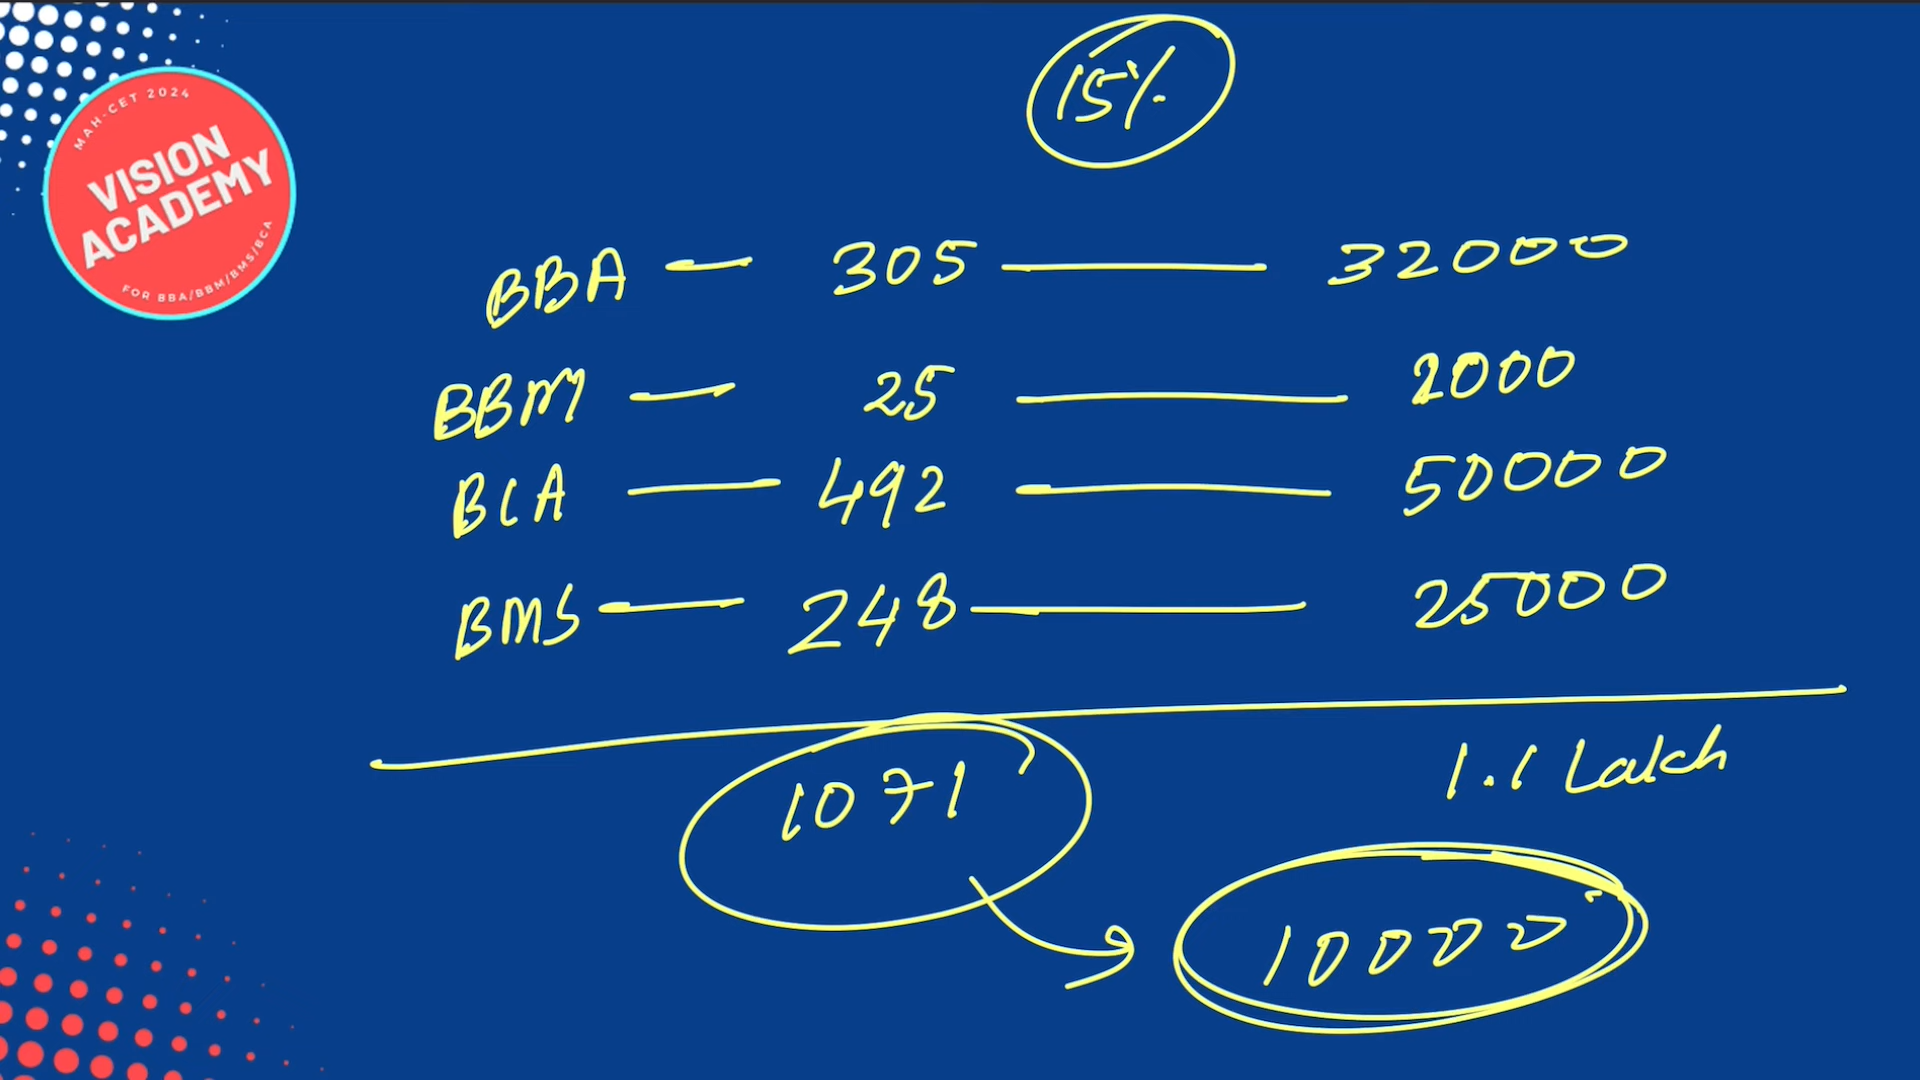 15%
MAH-CET 2024
VISION
ACADEMY
FOR BBA/BBM/BMS/BCA
BBA — 305 — 32000
BBM — 25 — 2000
BCA — 492 — 50000
BMS — 248 — 25000
1071
1.1 Lakh
10000